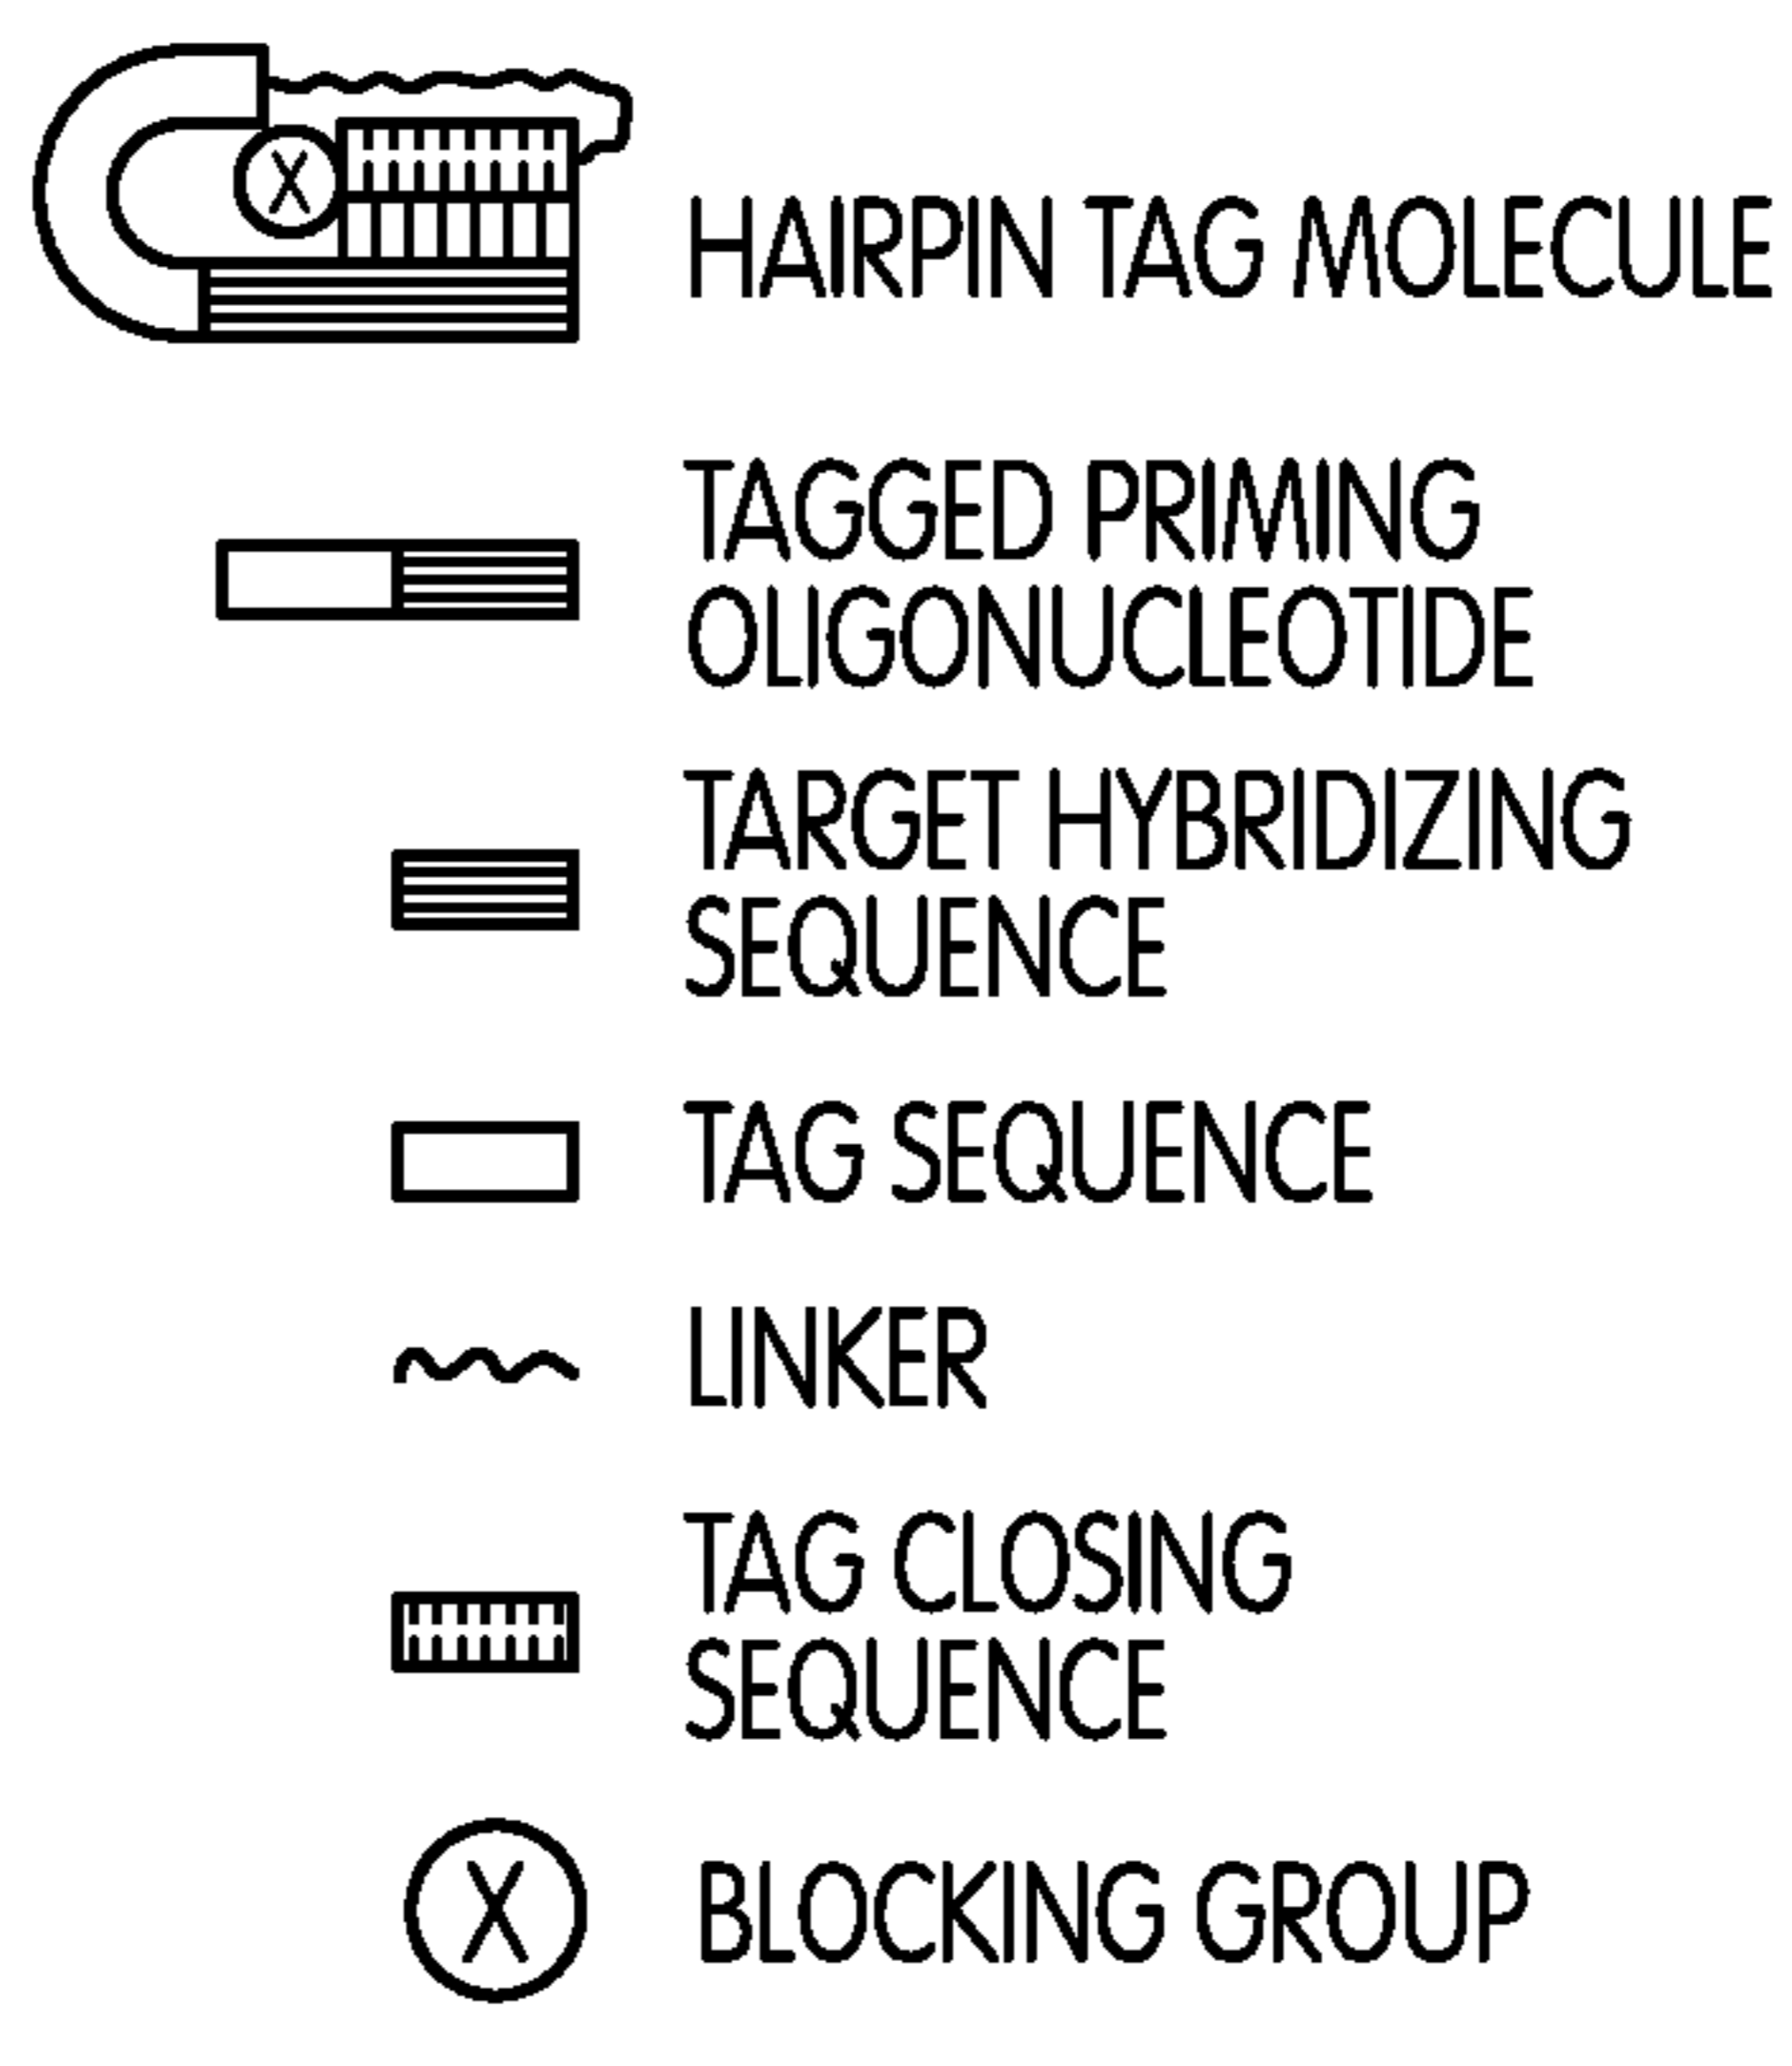 X
HAIRPIN TAG MOLECULE
TAGGED PRIMING
OLIGONUCLEOTIDE
TARGET HYBRIDIZING
SEQUENCE
TAG SEQUENCE
LINKER
TAG CLOSING
SEQUENCE
X
BLOCKING GROUP